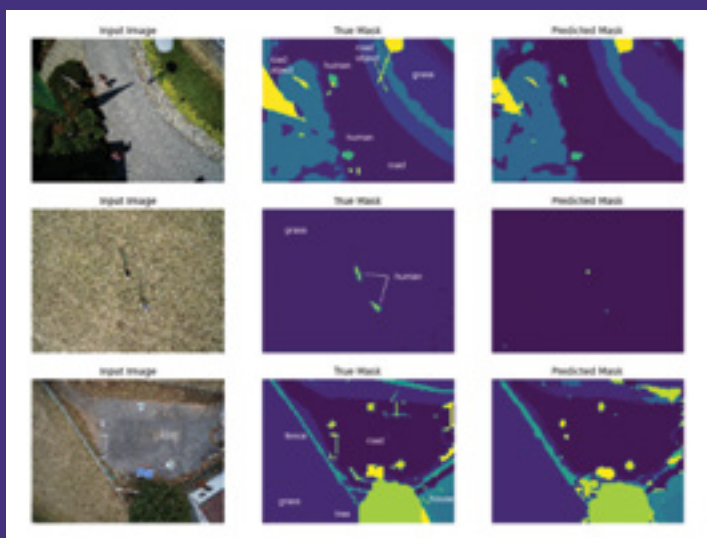 Input Image
True Mask
Predicted Mask
road
object
human
road
object
grass
human
road
Input Image
True Mask
Predicted Mask
grass
human
Input Image
True Mask
Predicted Mask
fence
road
house
grass
tree